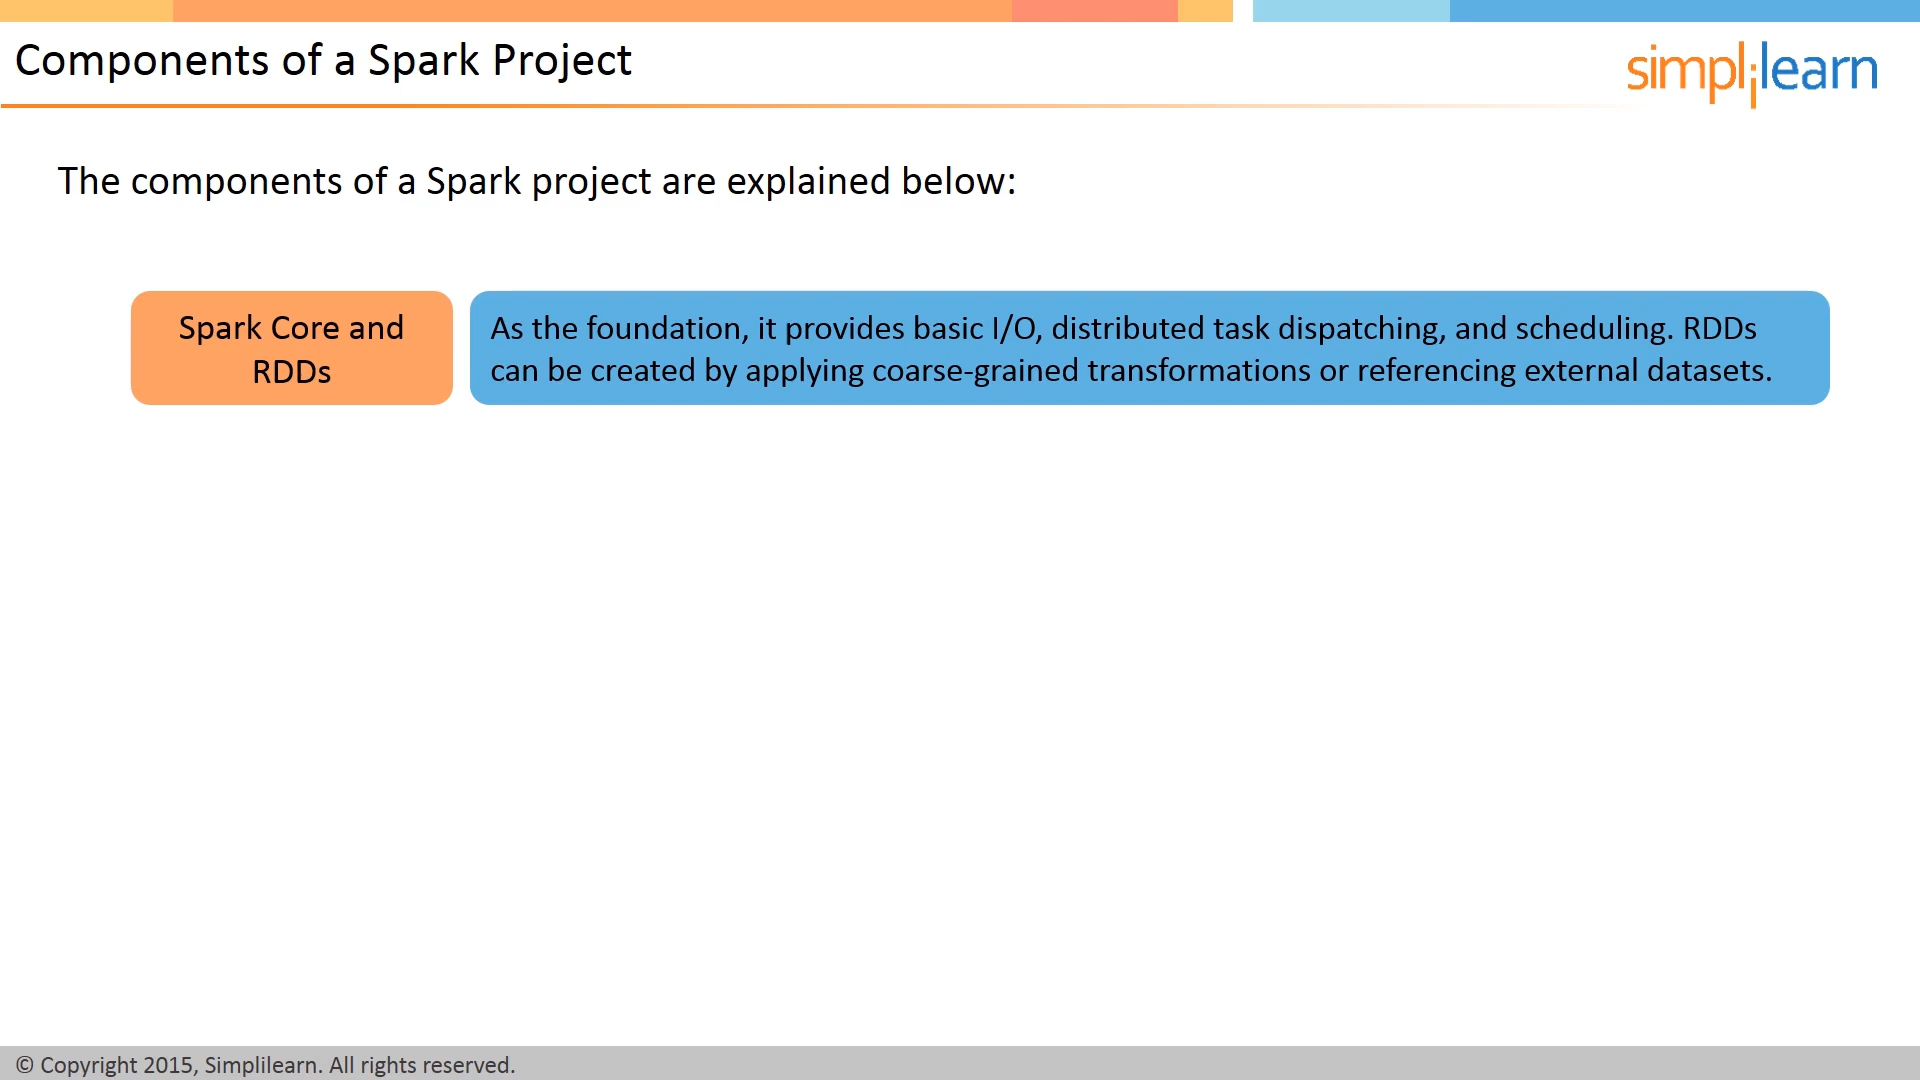 Components of a Spark Project
simplilearn
The components of a Spark project are explained below:
Spark Core and
RDDs
As the foundation, it provides basic I/O, distributed task dispatching, and scheduling. RDDs
can be created by applying coarse-grained transformations or referencing external datasets.
© Copyright 2015, Simplilearn. All rights reserved.